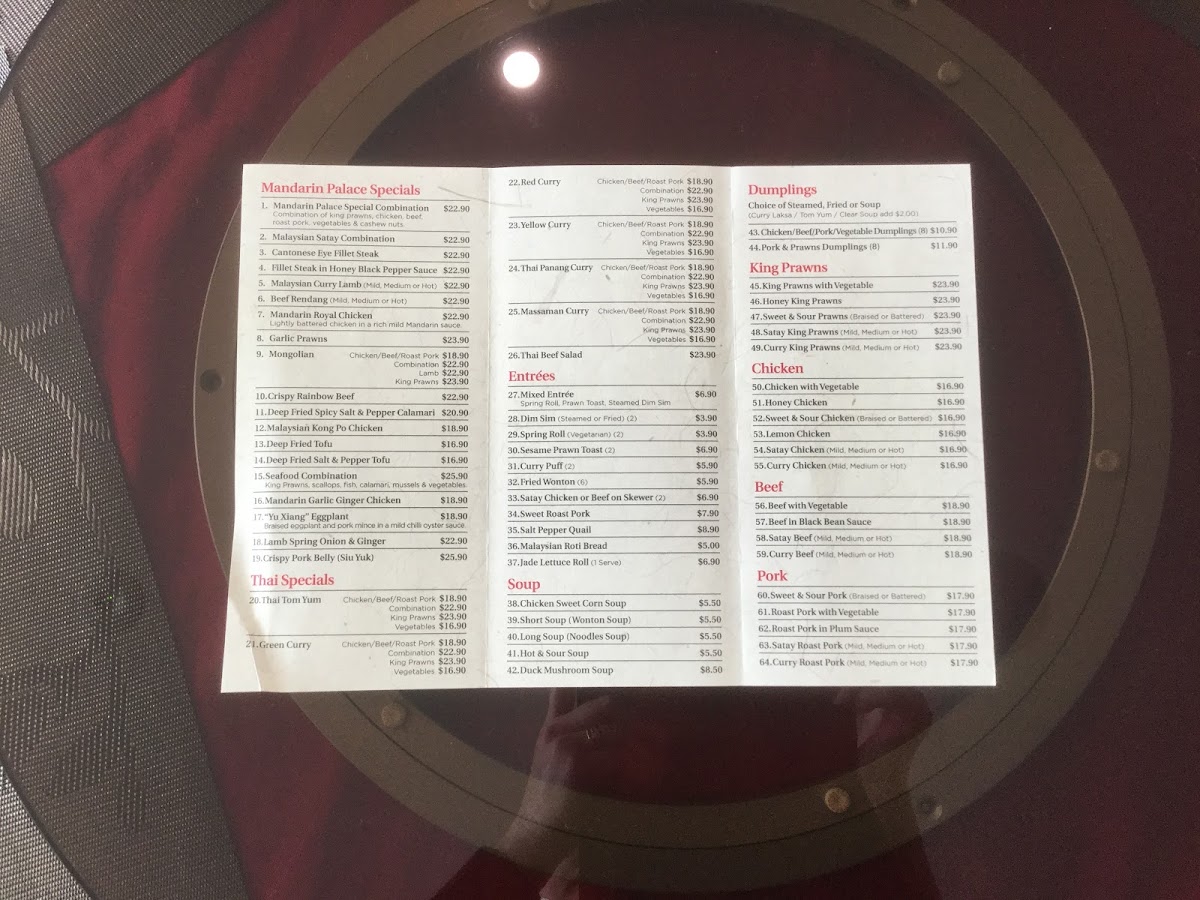 Mandarin Palace Specials
1. Mandarin Palace Special Combination $22.90
Combination of king prawns, chicken, beef,
roast pork, vegetables & cashew nuts.
2. Malaysian Satay Combination $22.90
3. Cantonese Eye Fillet Steak $22.90
4. Fillet Steak in Honey Black Pepper Sauce $22.90
5. Malaysian Curry Lamb (Mild, Medium or Hot) $22.90
6. Beef Rendang (Mild, Medium or Hot) $22.90
7. Mandarin Royal Chicken $22.90
Lightly battered chicken in a rich mild Mandarin sauce.
8. Garlic Prawns $23.90
9. Mongolian Chicken/Beef/Roast Pork $18.90
Combination $22.90
Lamb $22.90
King Prawns $23.90
10.Crispy Rainbow Beef $22.90
11.Deep Fried Spicy Salt & Pepper Calamari $20.90
12.Malaysian Kong Po Chicken $18.90
13.Deep Fried Tofu $16.90
14.Deep Fried Salt & Pepper Tofu $16.90
15.Seafood Combination $25.90
King Prawns, scallops, fish, calamari, mussels & vegetables.
16.Mandarin Garlic Ginger Chicken $18.90
17."Yu Xiang" Eggplant $18.90
Braised eggplant and pork mince in a mild chilli oyster sauce.
18.Lamb Spring Onion & Ginger $22.90
19.Crispy Pork Belly (Siu Yuk) $25.90
Thai Specials
20.Thai Tom Yum Chicken/Beef/Roast Pork $18.90
Combination $22.90
King Prawns $23.90
Vegetables $16.90
21.Green Curry Chicken/Beef/Roast Pork $18.90
Combination $22.90
King Prawns $23.90
Vegetables $16.90
22.Red Curry Chicken/Beef/Roast Pork $18.90
Combination $22.90
King Prawns $23.90
Vegetables $16.90
23.Yellow Curry Chicken/Beef/Roast Pork $18.90
Combination $22.90
King Prawns $23.90
Vegetables $16.90
24.Thai Panang Curry Chicken/Beef/Roast Pork $18.90
Combination $22.90
King Prawns $23.90
Vegetables $16.90
25.Massaman Curry Chicken/Beef/Roast Pork $18.90
Combination $22.90
King Prawns $23.90
Vegetables $16.90
26.Thai Beef Salad $23.90
Entrées
27.Mixed Entrée $6.90
Spring Roll, Prawn Toast, Steamed Dim Sim
28.Dim Sim (Steamed or Fried) (2) $3.90
29.Spring Roll (Vegetarian) (2) $3.90
30.Sesame Prawn Toast (2) $6.90
31.Curry Puff (2) $5.90
32.Fried Wonton (6) $5.90
33.Satay Chicken or Beef on Skewer (2) $6.90
34.Sweet Roast Pork $7.90
35.Salt Pepper Quail $8.90
36.Malaysian Roti Bread $5.00
37.Jade Lettuce Roll (1 Serve) $6.90
Soup
38.Chicken Sweet Corn Soup $5.50
39.Short Soup (Wonton Soup) $5.50
40.Long Soup (Noodles Soup) $5.50
41.Hot & Sour Soup $5.50
42.Duck Mushroom Soup $8.50
Dumplings
Choice of Steamed, Fried or Soup
(Curry Laksa / Tom Yum / Clear Soup add $2.00)
43.Chicken/Beef/Pork/Vegetable Dumplings (8) $10.90
44.Pork & Prawns Dumplings (8) $11.90
King Prawns
45.King Prawns with Vegetable $23.90
46.Honey King Prawns $23.90
47.Sweet & Sour Prawns (Braised or Battered) $23.90
48.Satay King Prawns (Mild, Medium or Hot) $23.90
49.Curry King Prawns (Mild, Medium or Hot) $23.90
Chicken
50.Chicken with Vegetable $16.90
51.Honey Chicken $16.90
52.Sweet & Sour Chicken (Braised or Battered) $16.90
53.Lemon Chicken $16.90
54.Satay Chicken (Mild, Medium or Hot) $16.90
55.Curry Chicken (Mild, Medium or Hot) $16.90
Beef
56.Beef with Vegetable $18.90
57.Beef in Black Bean Sauce $18.90
58.Satay Beef (Mild, Medium or Hot) $18.90
59.Curry Beef (Mild, Medium or Hot) $18.90
Pork
60.Sweet & Sour Pork (Braised or Battered) $17.90
61.Roast Pork with Vegetable $17.90
62.Roast Pork in Plum Sauce $17.90
63.Satay Roast Pork (Mild, Medium or Hot) $17.90
64.Curry Roast Pork (Mild, Medium or Hot) $17.90